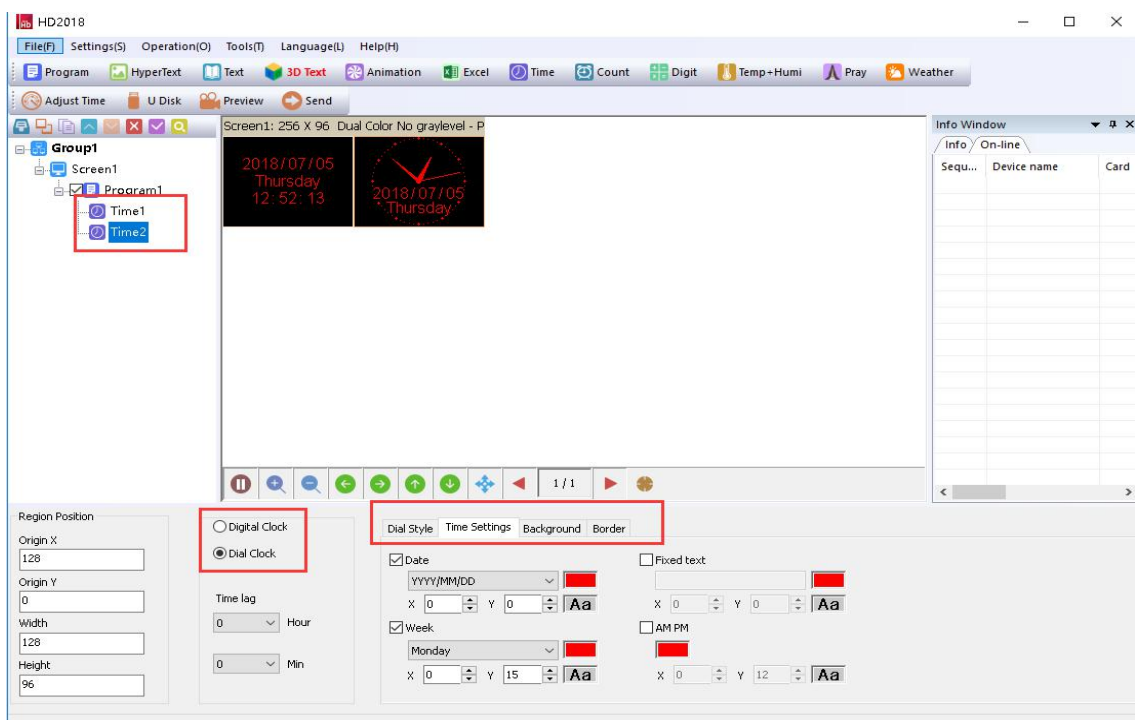 HD2018
File(F) Settings(S) Operation(O) Tools(T) Language(L) Help(H)
Program HyperText Text 3D Text Animation Excel Time Count Digit Temp+Humi Pray Weather
Adjust Time U Disk Preview Send
Group1
Screen1
Program1
Time1
Time2
Screen1: 256 X 96 Dual Color No graylevel - P
2018/07/05
Thursday
12:52:13
2018/07/05
Thursday
1/1
Info Window
Info On-line
Sequ... Device name Card
Region Position
Origin X
128
Origin Y
0
Width
128
Height
96
Digital Clock
Dial Clock
Time lag
0 Hour
0 Min
Dial Style Time Settings Background Border
Date
YYYY/MM/DD
X 0 Y 0 Aa
Week
Monday
X 0 Y 15 Aa
Fixed text
X 0 Y 0 Aa
AM PM
X 0 Y 12 Aa